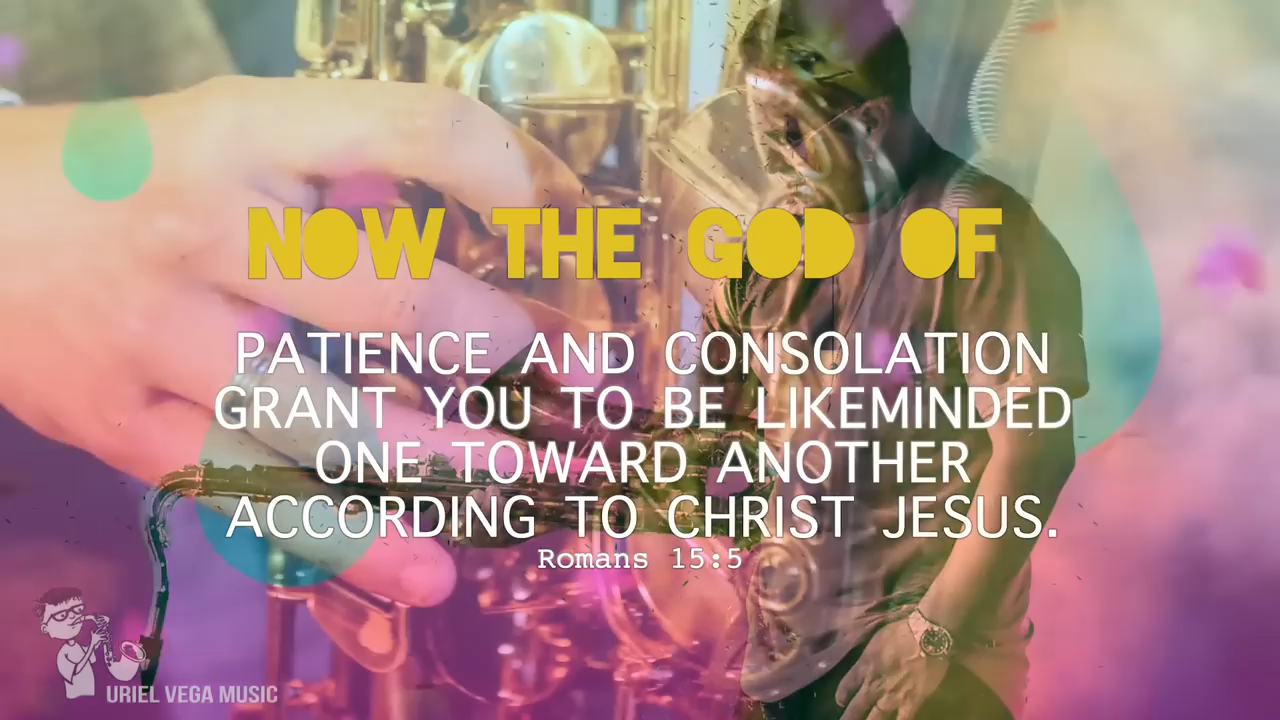 NOW THE GOD OF
PATIENCE AND CONSOLATION
GRANT YOU TO BE LIKEMINDED
ONE TOWARD ANOTHER
ACCORDING TO CHRIST JESUS.
Romans 15:5
URIEL VEGA MUSIC